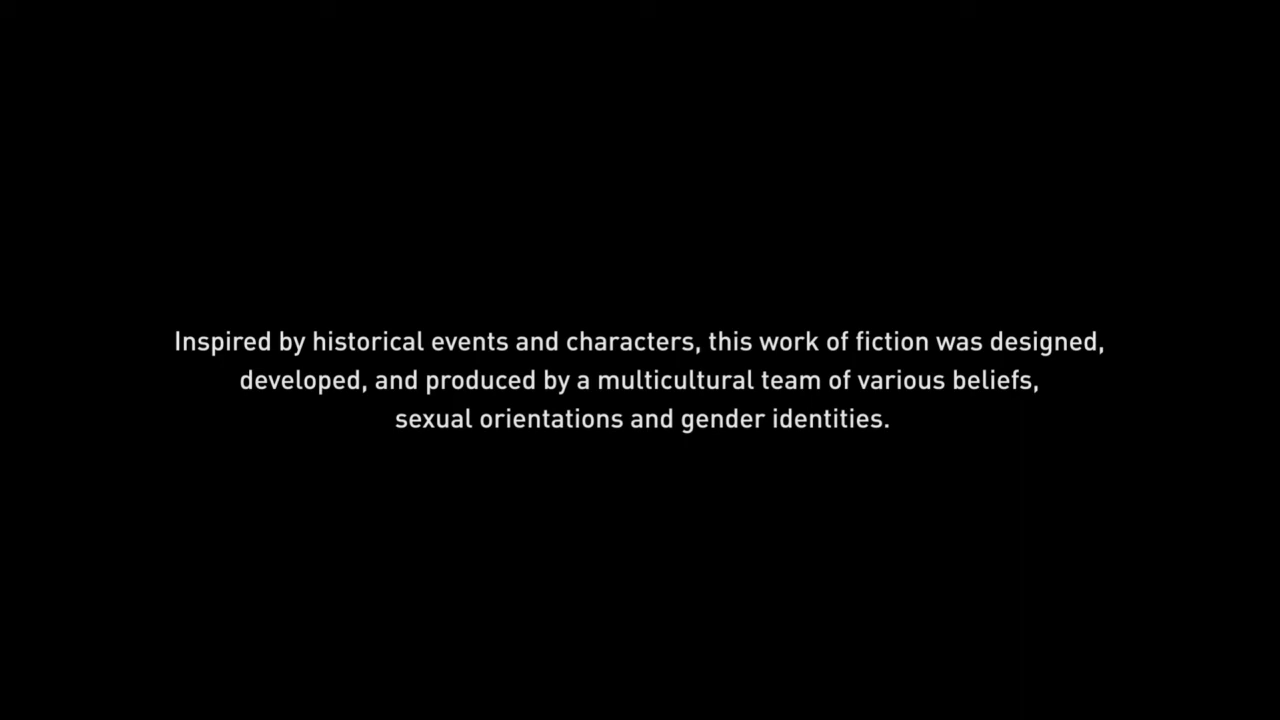 Inspired by historical events and characters, this work of fiction was designed,
developed, and produced by a multicultural team of various beliefs,
sexual orientations and gender identities.